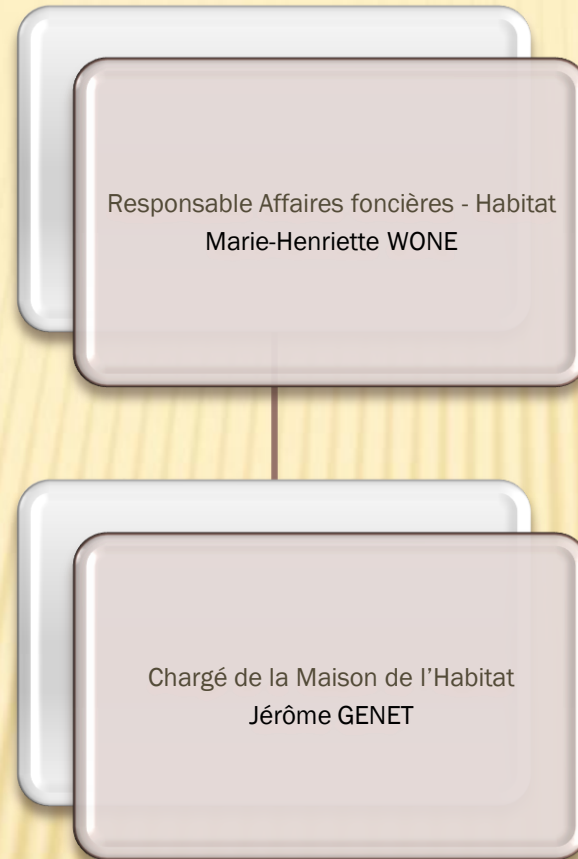 Responsable Affaires foncières - Habitat
Marie-Henriette WONE
Chargé de la Maison de l’Habitat
Jérôme GENET